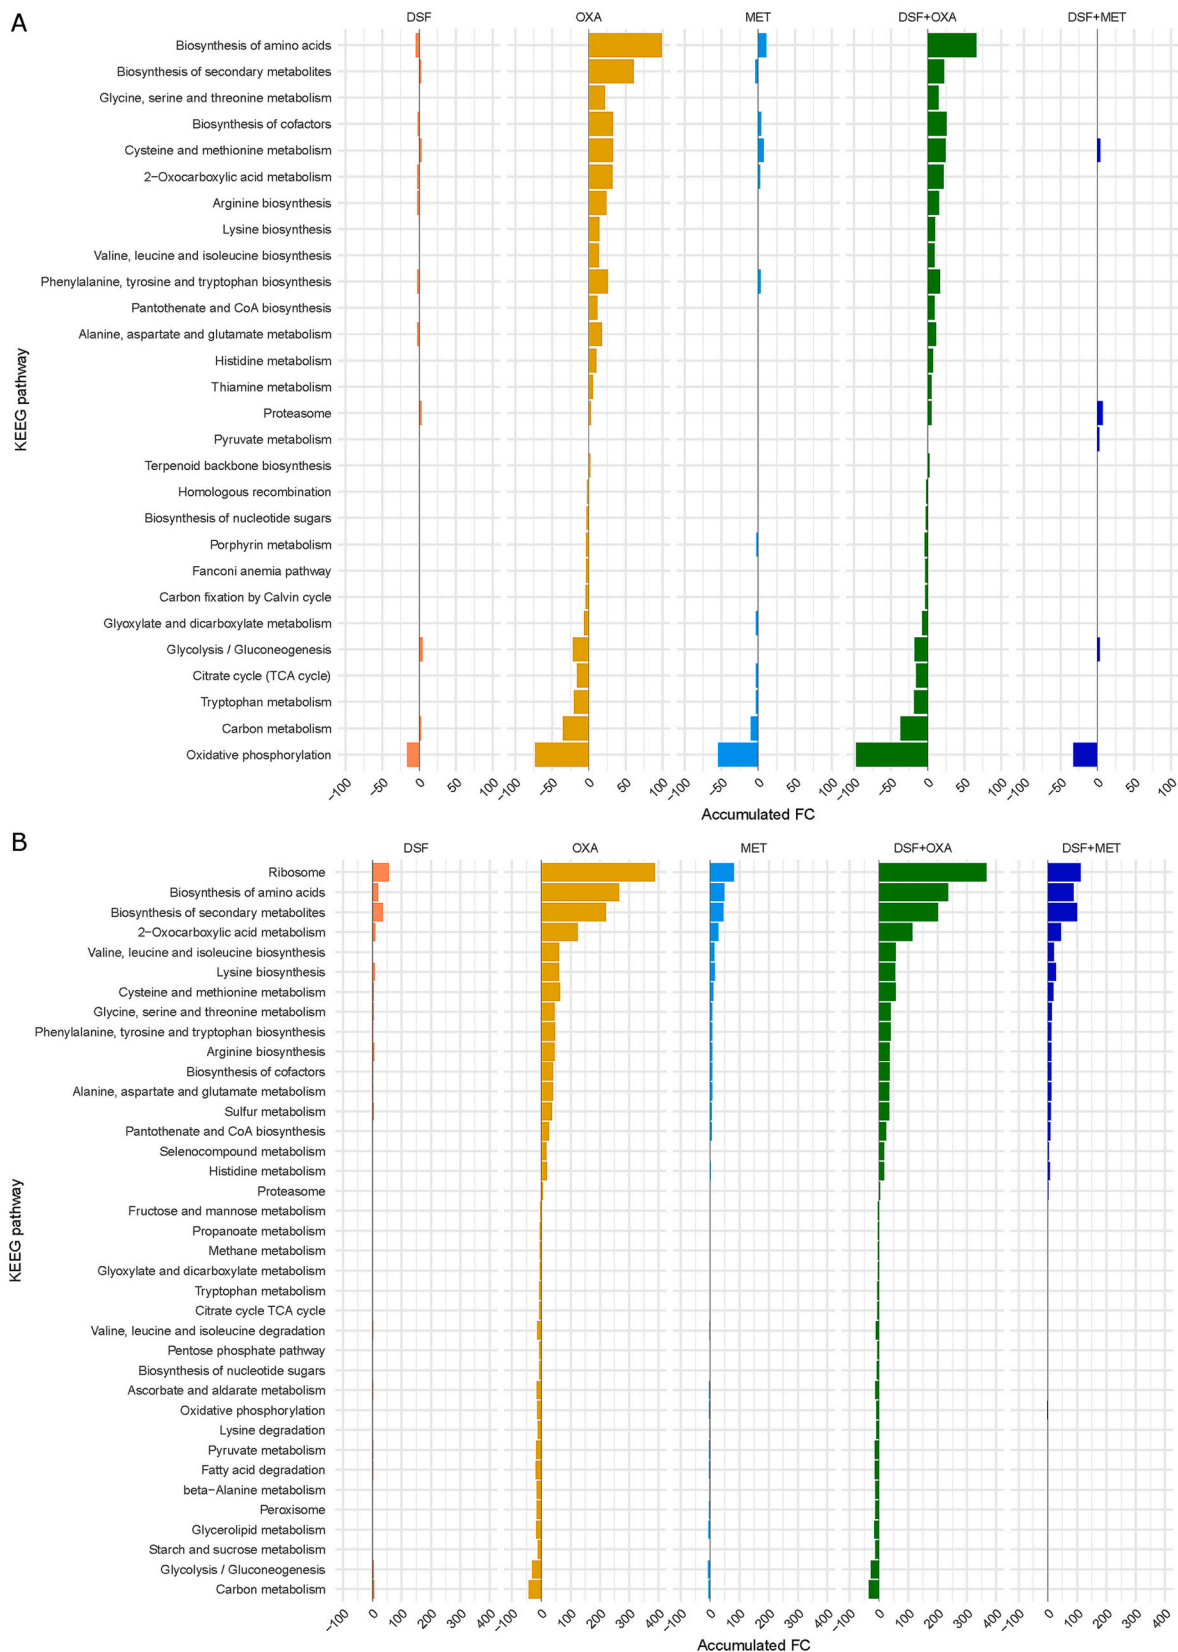 A
DSF OXA MET DSF+OXA DSF+MET
KEEG pathway
Biosynthesis of amino acids
Biosynthesis of secondary metabolites
Glycine, serine and threonine metabolism
Biosynthesis of cofactors
Cysteine and methionine metabolism
2−Oxocarboxylic acid metabolism
Arginine biosynthesis
Lysine biosynthesis
Valine, leucine and isoleucine biosynthesis
Phenylalanine, tyrosine and tryptophan biosynthesis
Pantothenate and CoA biosynthesis
Alanine, aspartate and glutamate metabolism
Histidine metabolism
Thiamine metabolism
Proteasome
Pyruvate metabolism
Terpenoid backbone biosynthesis
Homologous recombination
Biosynthesis of nucleotide sugars
Porphyrin metabolism
Fanconi anemia pathway
Carbon fixation by Calvin cycle
Glyoxylate and dicarboxylate metabolism
Glycolysis / Gluconeogenesis
Citrate cycle (TCA cycle)
Tryptophan metabolism
Carbon metabolism
Oxidative phosphorylation
−100 −50 0 50 100 −100 −50 0 50 100 −100 −50 0 50 100 −100 −50 0 50 100 −100 −50 0 50 100
Accumulated FC
B
DSF OXA MET DSF+OXA DSF+MET
KEEG pathway
Ribosome
Biosynthesis of amino acids
Biosynthesis of secondary metabolites
2−Oxocarboxylic acid metabolism
Valine, leucine and isoleucine biosynthesis
Lysine biosynthesis
Cysteine and methionine metabolism
Glycine, serine and threonine metabolism
Phenylalanine, tyrosine and tryptophan biosynthesis
Arginine biosynthesis
Biosynthesis of cofactors
Alanine, aspartate and glutamate metabolism
Sulfur metabolism
Pantothenate and CoA biosynthesis
Selenocompound metabolism
Histidine metabolism
Proteasome
Fructose and mannose metabolism
Propanoate metabolism
Methane metabolism
Glyoxylate and dicarboxylate metabolism
Tryptophan metabolism
Citrate cycle TCA cycle
Valine, leucine and isoleucine degradation
Pentose phosphate pathway
Biosynthesis of nucleotide sugars
Ascorbate and aldarate metabolism
Oxidative phosphorylation
Lysine degradation
Pyruvate metabolism
Fatty acid degradation
beta−Alanine metabolism
Peroxisome
Glycerolipid metabolism
Starch and sucrose metabolism
Glycolysis / Gluconeogenesis
Carbon metabolism
−100 0 100 200 300 400 −100 0 100 200 300 400 −100 0 100 200 300 400 −100 0 100 200 300 400 −100 0 100 200 300 400
Accumulated FC